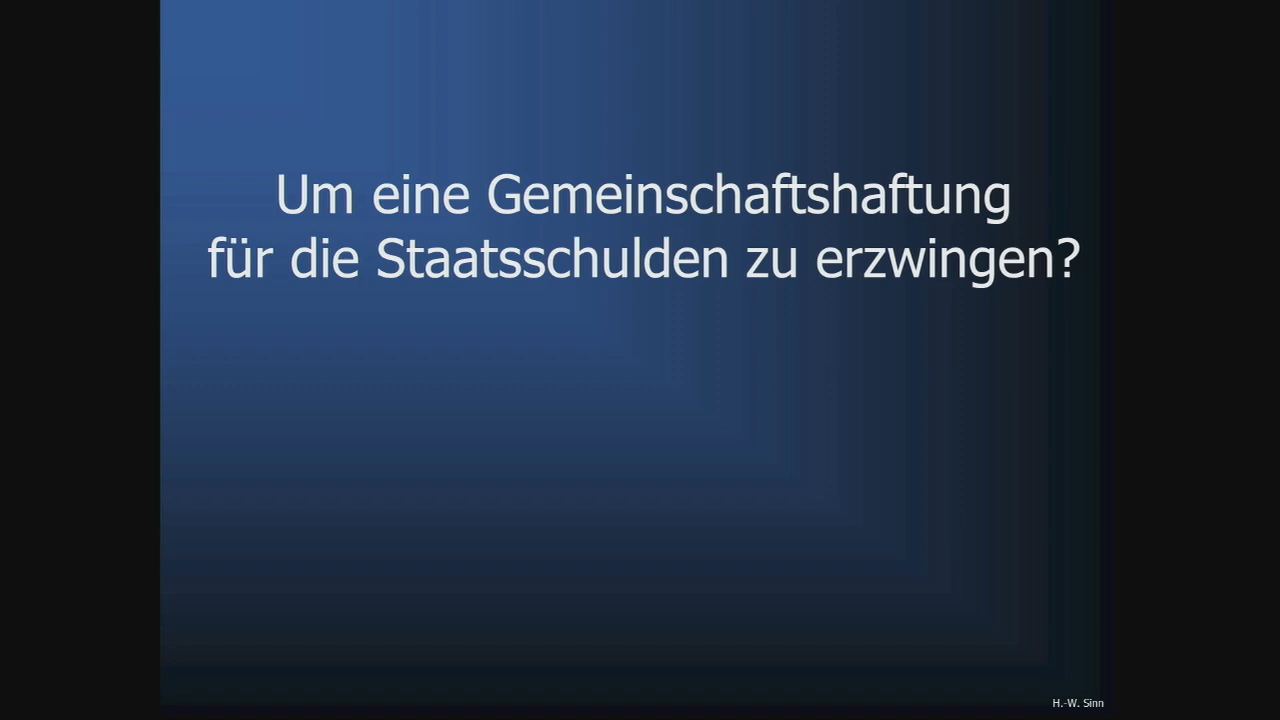 Um eine Gemeinschaftshaftung
für die Staatsschulden zu erzwingen?
H.-W. Sinn